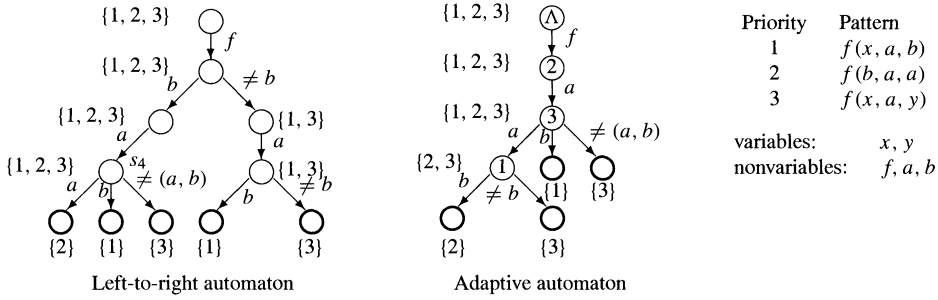 {1, 2, 3}
f
{1, 2, 3}
b
≠ b
{1, 2, 3}
{1, 3}
a
a
{1, 2, 3}
s4
{1, 3}
a
b
≠ (a, b)
b
≠ b
{2}
{1}
{3}
{1}
{3}
Left-to-right automaton
{1, 2, 3}
Λ
f
{1, 2, 3}
2
a
{1, 2, 3}
3
a
b
≠ (a, b)
{2, 3}
1
{1}
{3}
b
≠ b
{2}
{3}
Adaptive automaton
Priority Pattern
1 f(x, a, b)
2 f(b, a, a)
3 f(x, a, y)
variables: x, y
nonvariables: f, a, b